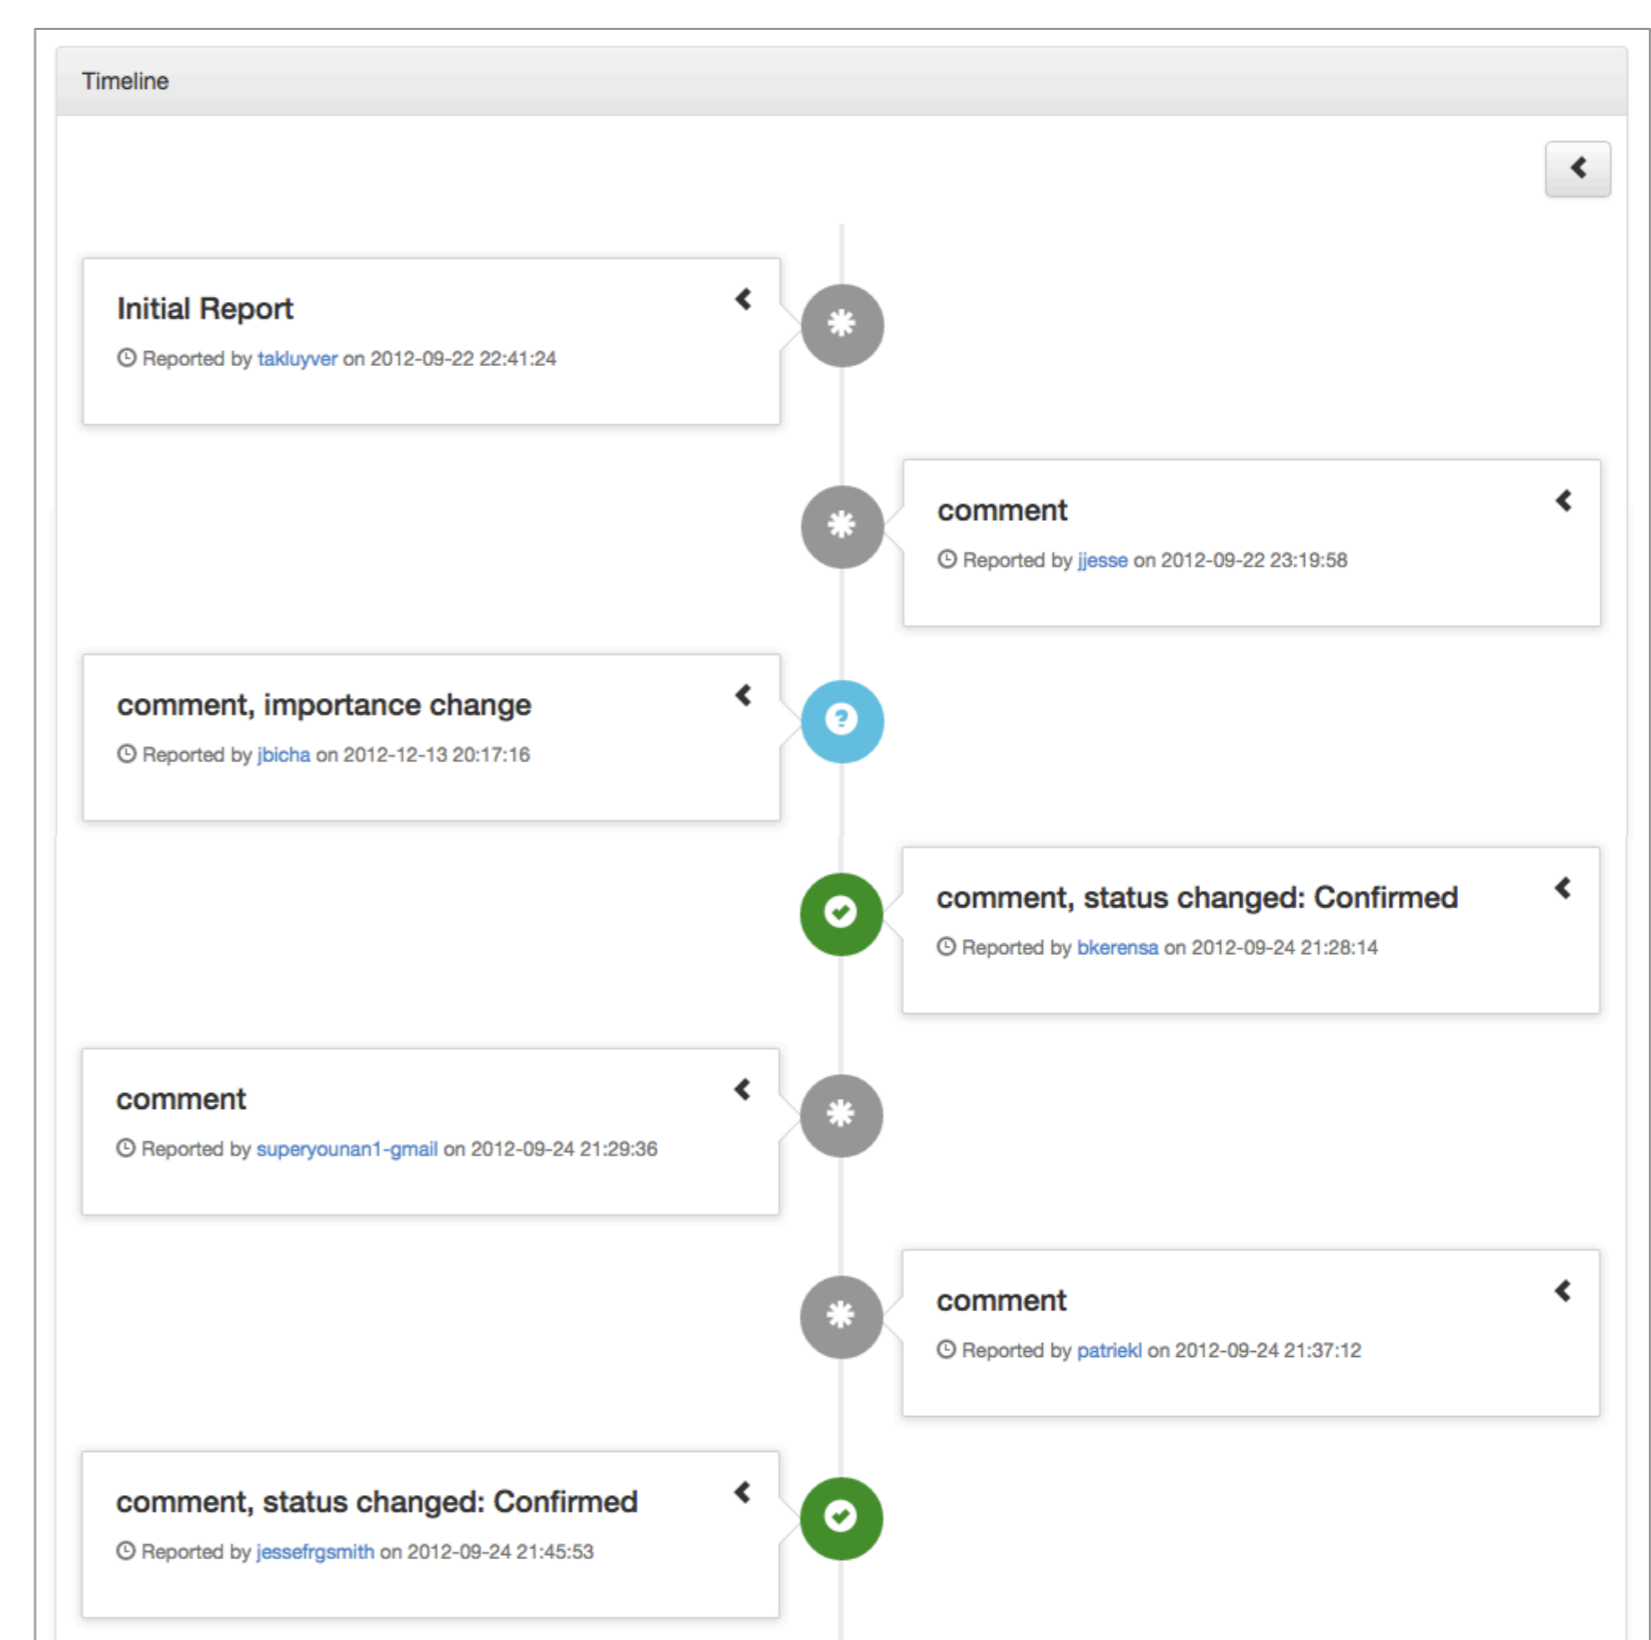 Timeline
Initial Report
Reported by takluyver on 2012-09-22 22:41:24
comment
Reported by jjesse on 2012-09-22 23:19:58
comment, importance change
Reported by jbicha on 2012-12-13 20:17:16
comment, status changed: Confirmed
Reported by bkerensa on 2012-09-24 21:28:14
comment
Reported by superyounan1-gmail on 2012-09-24 21:29:36
comment
Reported by patriekl on 2012-09-24 21:37:12
comment, status changed: Confirmed
Reported by jessefrgsmith on 2012-09-24 21:45:53